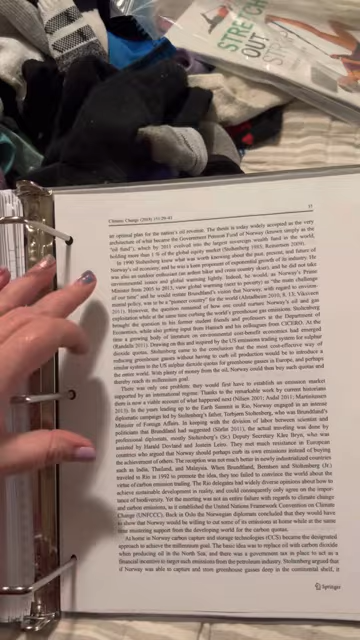 STRETCH
OUT
STR
Climatic Change (2018) 151:29–41
35
an optimal plan for the nation's oil revenue. The thesis is today widely accepted as the very
architecture of what became the Government Pension Fund of Norway (known simply as the
"oil fund"), which by 2013 evolved into the largest sovereign wealth fund in the world,
holding more than 1 % of the global equity market (Stoltenberg
In 1990 Stoltenberg knew what was worth knowing about the past, present, and future of
Norway's oil economy, and he was a keen proponent of exponential growth of its industry. He
was also an outdoor enthusiast (an ardent hiker and cross country skier), and he did not take
environmental issues and global warming lightly. Indeed, he would, as Norway's Prime
Minister from 2005 to 2013, view global warming (next to poverty) as "the main challenge
of our time" and he would restate Brundtland's vision that Norway, with regard to environ-
mental policy, was to be a "pioneer country" for the world
2011). However, the question remained of how one could nurture Norway's oil and gas
exploitation while at the same time curbing the world's greenhouse gas emissions. Stoltenberg
brought the question to his former student friends and professors at the Department of
Economics, while also getting input from Hanisch and his colleagues from CICERO. At the
time a growing body of literature on environmental cost-benefit economics had emerged
(Randalls 2011). Drawing on this and inspired by the US emissions trading system for sulphur
dioxide quotas, Stoltenberg came to the conclusion that the most cost-effective way of
reducing greenhouse gases without having to curb oil production would be to introduce a
similar system to the US sulphur dioxide quotas for greenhouse gases in Europe, and perhaps
the entire world. With plenty of money from the oil, Norway could then buy such quotas and
thereby reach its millennial goal.
There was only one problem: they would first have to establish an emission market
supported by an international regime. Thanks to the remarkable work by current historians
there is now a viable account of what happened next (Nilsen 2001; Asdal 2011; Martiniussen
2013). In the years leading up to the Earth Summit in Rio, Norway engaged in an intense
diplomatic campaign led by Stoltenberg's father, Thorvald Stoltenberg, who was Brundtland's
Minister of Foreign Affairs. In keeping with the division of labor between scientist and
politicians that Brundtland had suggested the actual traveling was done by
professional diplomats, mostly Stoltenberg's (Sr.) Deputy Secretary Kåre Bryn, who was
assisted by Harald Dovland and Jostein Leiro. They met much resistance in European
countries who argued that Norway should perhaps curb its own emissions instead of buying
the achievement of others. The reception was not much better in newly industrialized countries
such as India, Thailand, and Malaysia. When Brundtland, Berntsen and Stoltenberg (Jr.)
traveled to Rio in 1992 to promote the idea, they too failed to convince the world about the
virtue of carbon emission trading. The Rio delegates had widely diverse opinions about how to
achieve sustainable development in reality, and could consequently only agree on the impor-
tance of biodiversity. Yet the meeting was not an entire failure with regards to climate change
and carbon emissions, as it established the United Nations Framework Convention on Climate
Change (UNFCCC). Back in Oslo the Norwegian diplomats concluded that they would have
to show that Norway would be willing to cut some of its emissions at home while at the same
time mustering support from the developing world for the carbon quotas.
At home in Norway carbon capture and storage technologies (CCS) became the designated
approach to achieve the millennial goal. The basic idea was to replace oil with carbon dioxide
when producing oil in the North Sea, and there was a government tax in place to act as a
financial incentive to target such emissions from the petroleum industry. Stoltenberg argued that
if Norway was able to capture and store greenhouse gases deep in the continental shelf, it
Springer